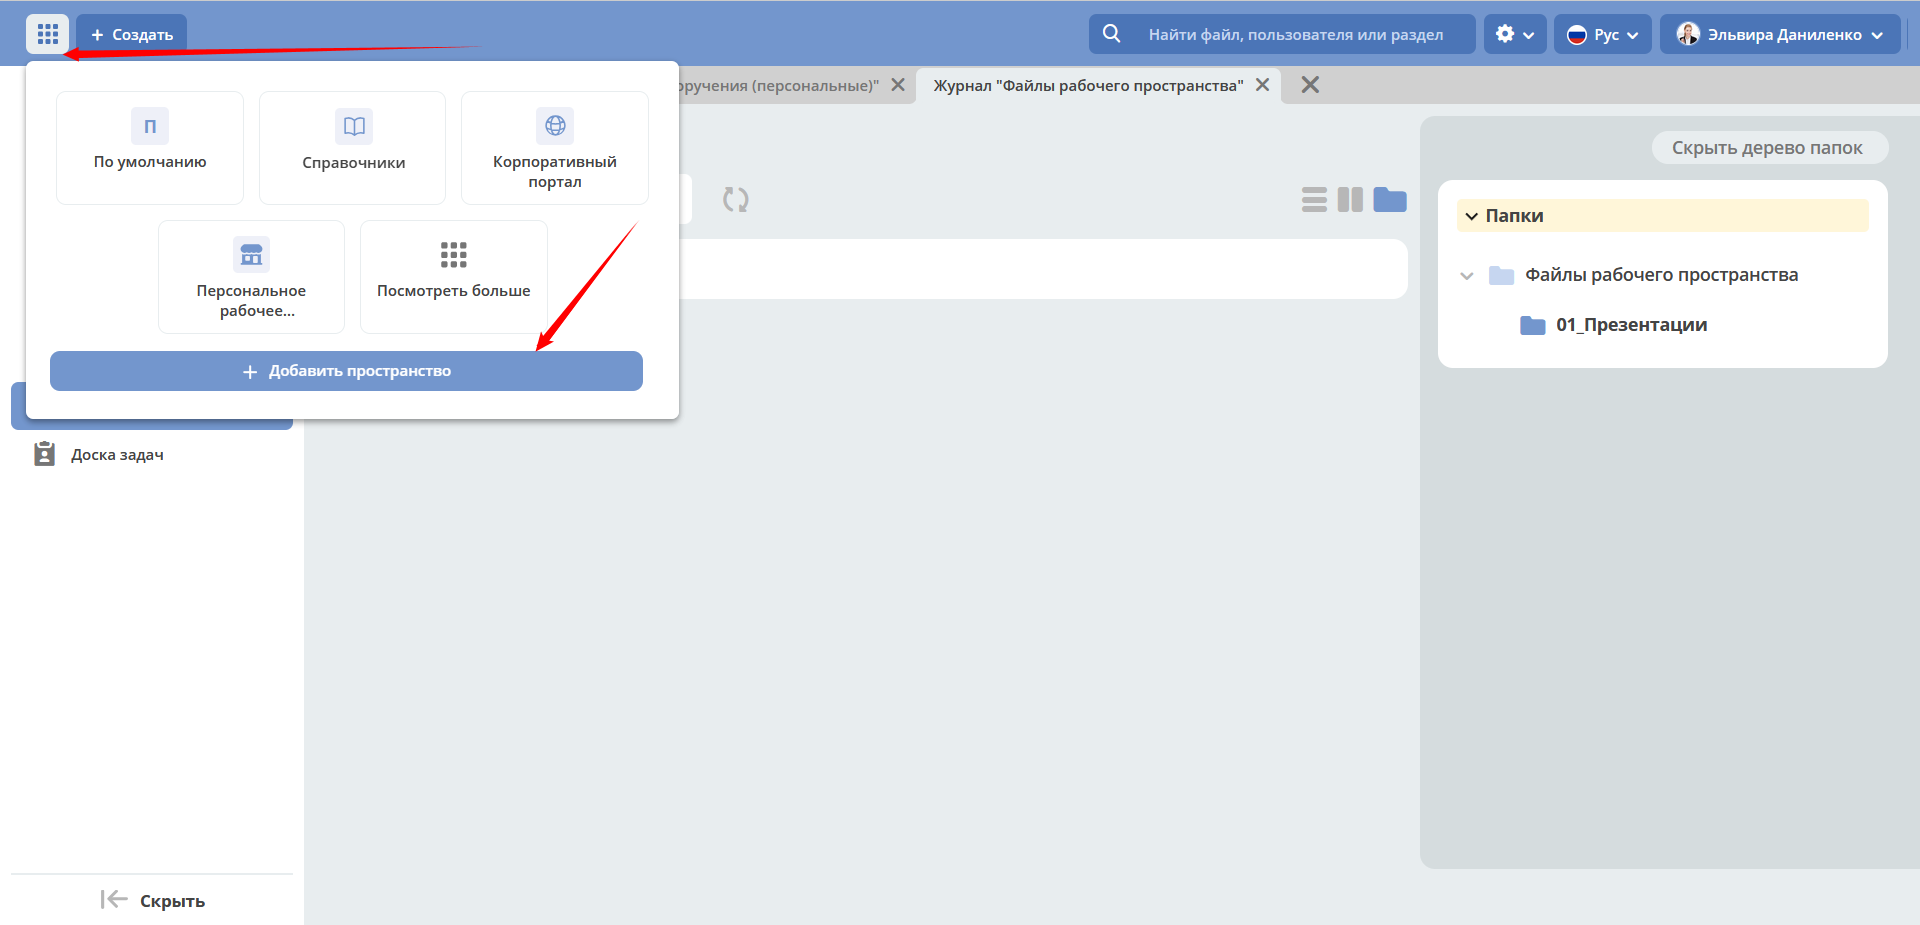 Создать
Найти файл, пользователя или раздел
Рус
Эльвира Даниленко
оручения (персональные)"
Журнал "Файлы рабочего пространства"
П
По умолчанию
Справочники
Корпоративный
портал
Персональное
рабочее...
Посмотреть больше
Добавить пространство
Скрыть дерево папок
Папки
Файлы рабочего пространства
01_Презентации
Доска задач
Скрыть